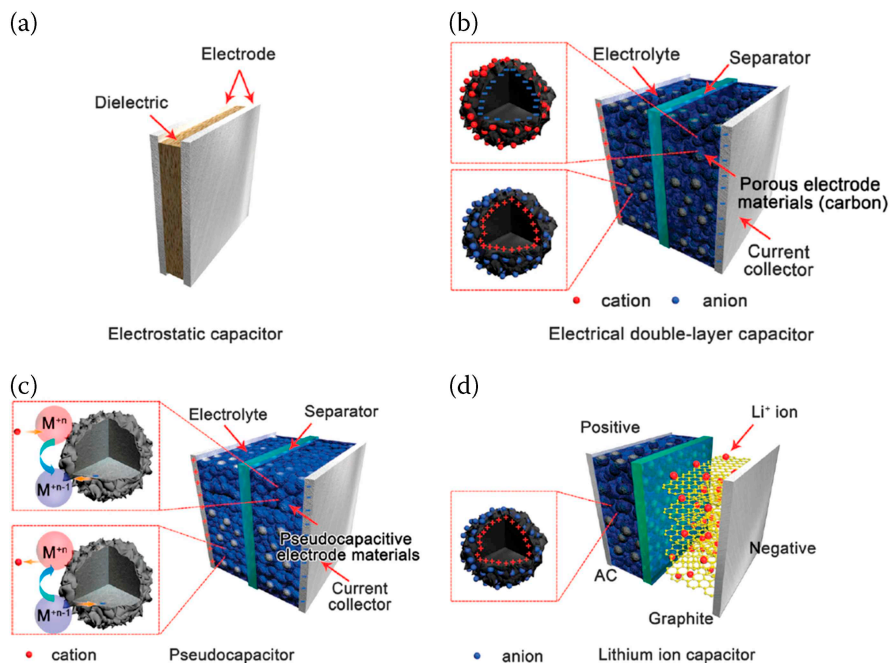 (a)
Electrode
Dielectric
Electrostatic capacitor
(b)
Electrolyte
Separator
Porous electrode
materials (carbon)
Current
collector
cation
anion
Electrical double-layer capacitor
(c)
M+n
M+n-1
M+n
M+n-1
Electrolyte
Separator
Pseudocapacitive
electrode materials
Current
collector
cation
Pseudocapacitor
(d)
Li+ ion
Positive
Negative
AC
Graphite
anion
Lithium ion capacitor